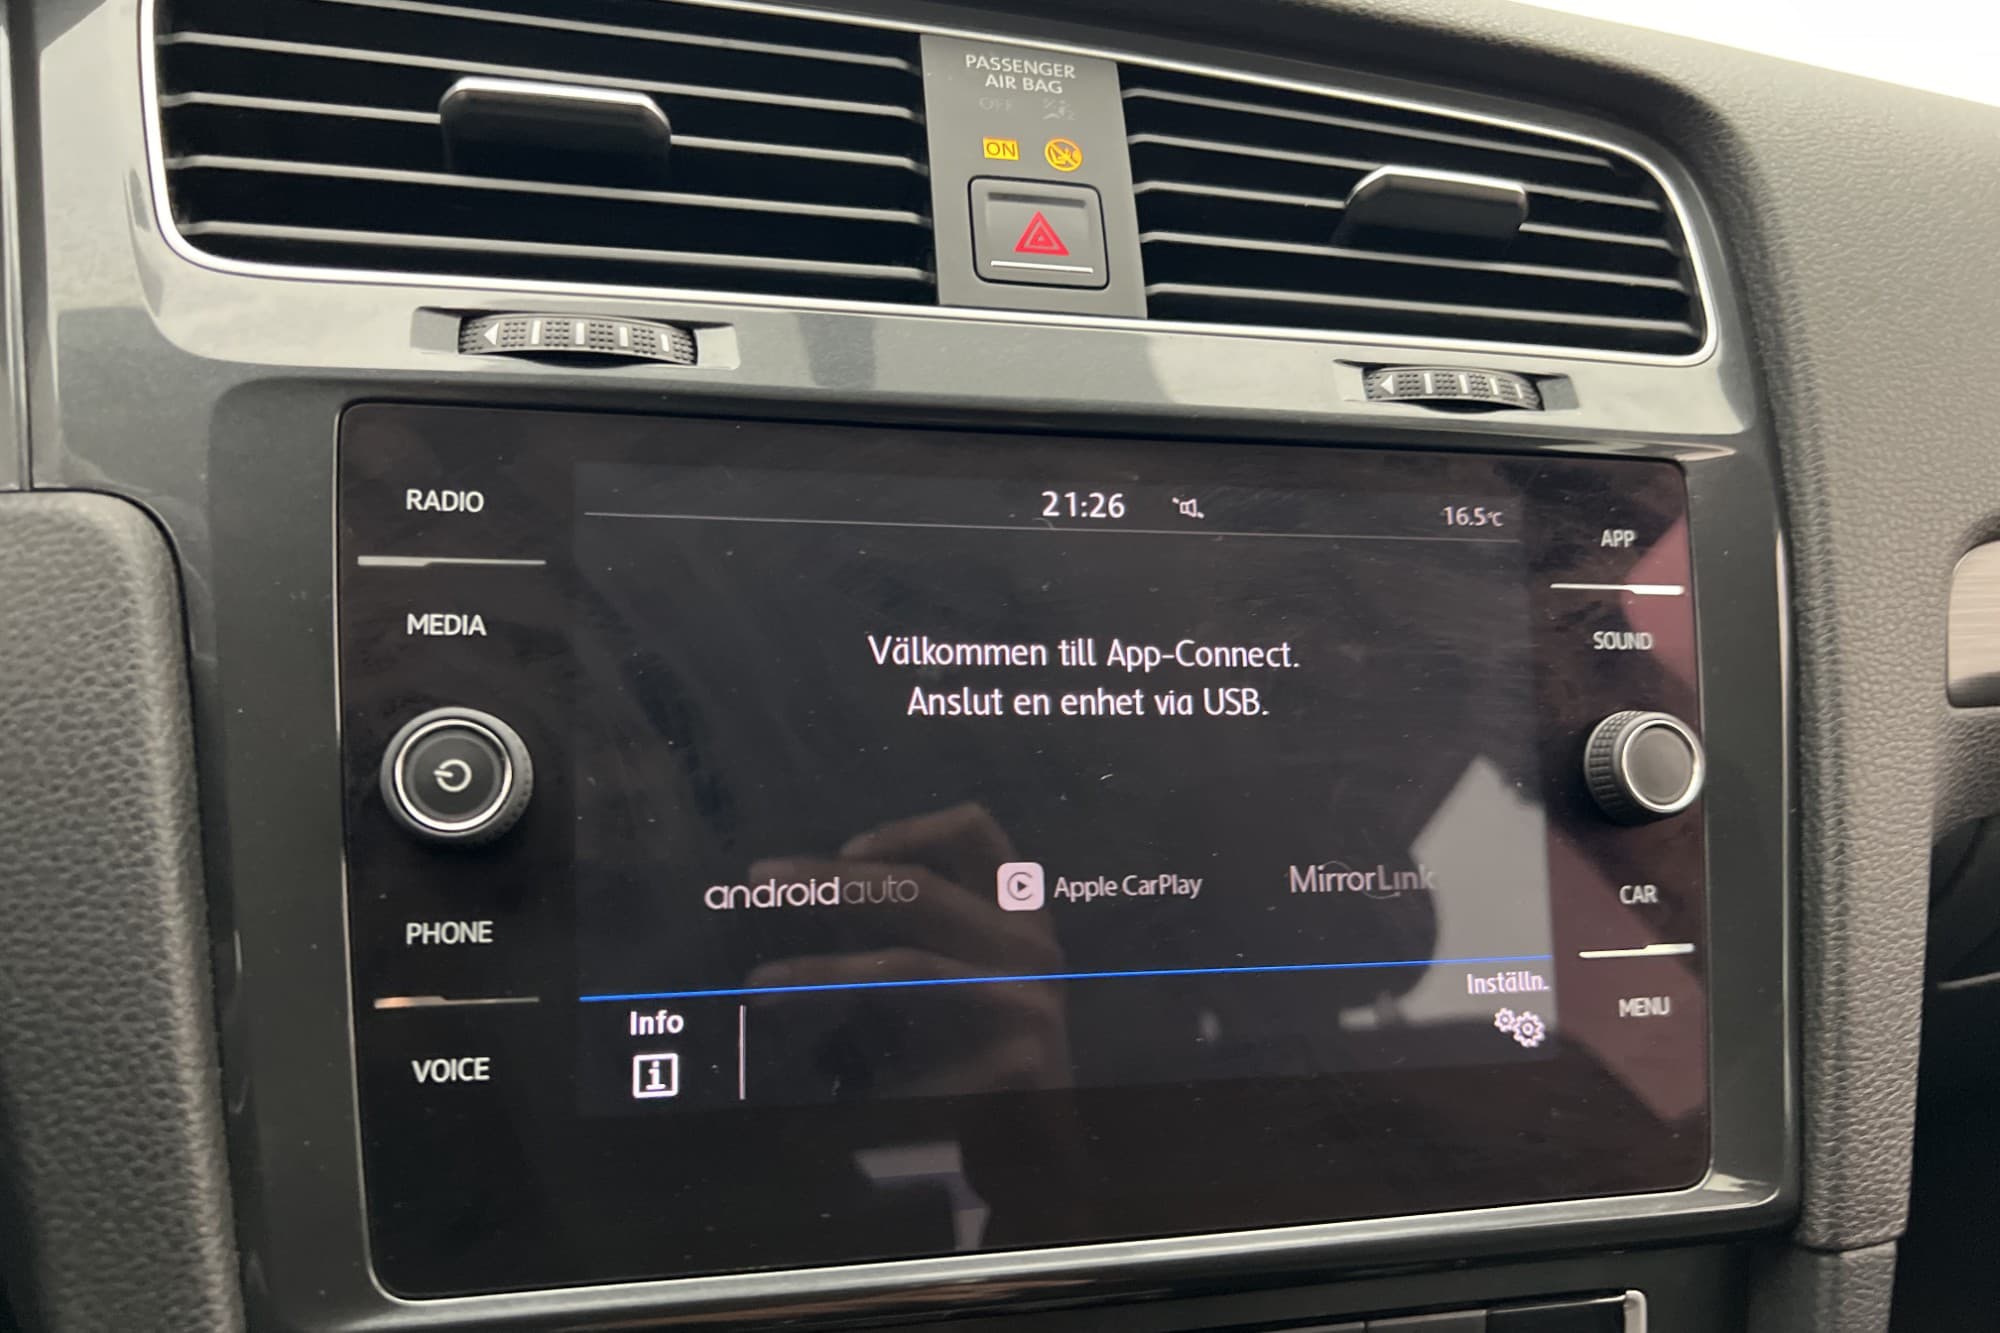 PASSENGER
AIR BAG
OFF
ON
RADIO
MEDIA
PHONE
VOICE
21:26
16.5°C
Välkommen till App-Connect.
Anslut en enhet via USB.
androidauto
Apple CarPlay
MirrorLink
Info
Inställn.
APP
SOUND
CAR
MENU